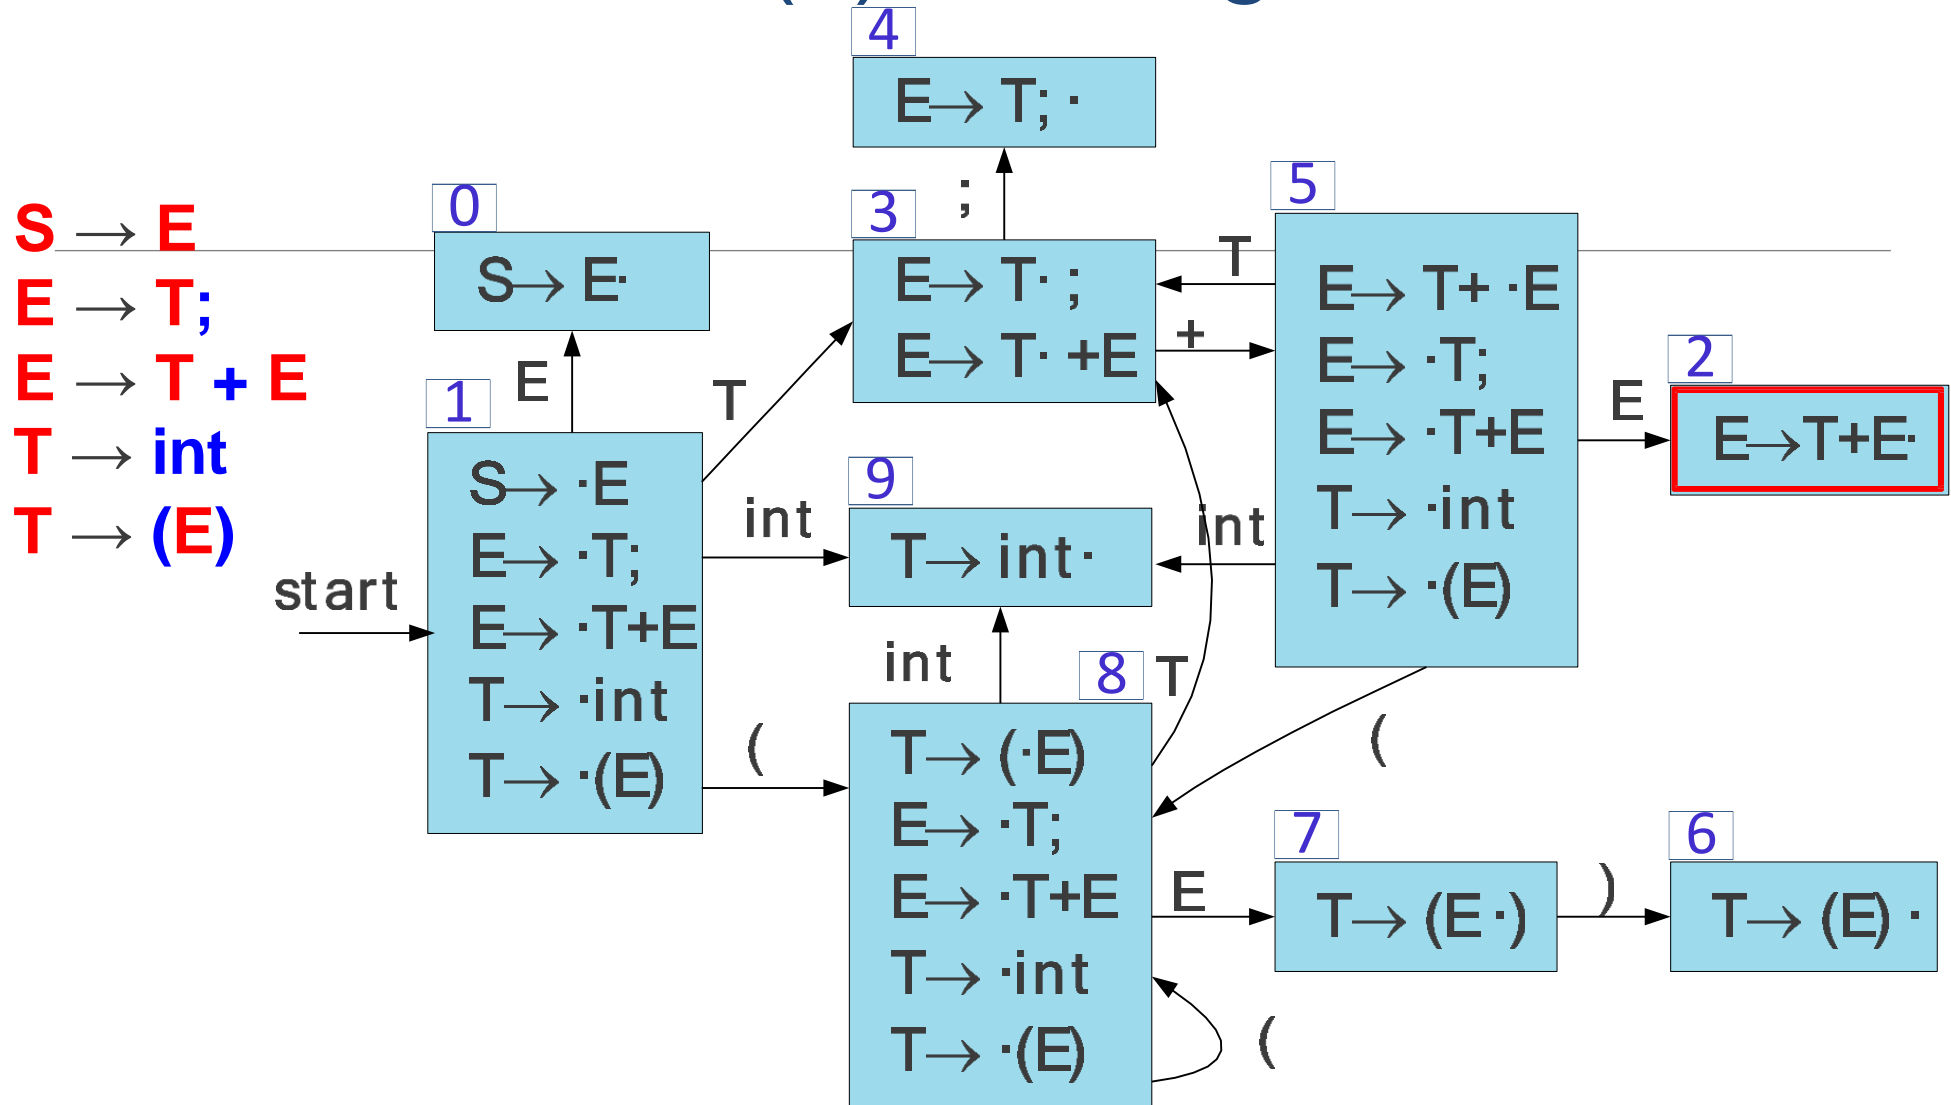 S → E
E → T;
E → T + E
T → int
T → (E)
start
0
S→ E·
E
1
S→ ·E
E→ ·T;
E→ ·T+E
T→ ·int
T→ ·(E)
T
int
(
4
E→ T; ·
;
3
E→ T· ;
E→ T· +E
T
+
9
T→ int·
int
int
5
E→ T+ ·E
E→ ·T;
E→ ·T+E
T→ ·int
T→ ·(E)
E
2
E→T+E·
(
8
T→ (·E)
E→ ·T;
E→ ·T+E
T→ ·int
T→ ·(E)
T
(
E
7
T→ (E ·)
)
6
T→ (E) ·